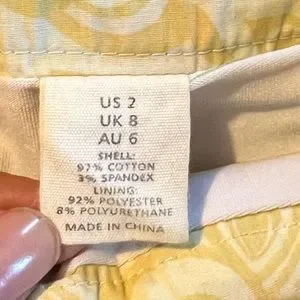 US 2
UK 8
AU 6
SHELL:
97% COTTON
3% SPANDEX
LINING:
92% POLYESTER
8% POLYURETHANE
MADE IN CHINA